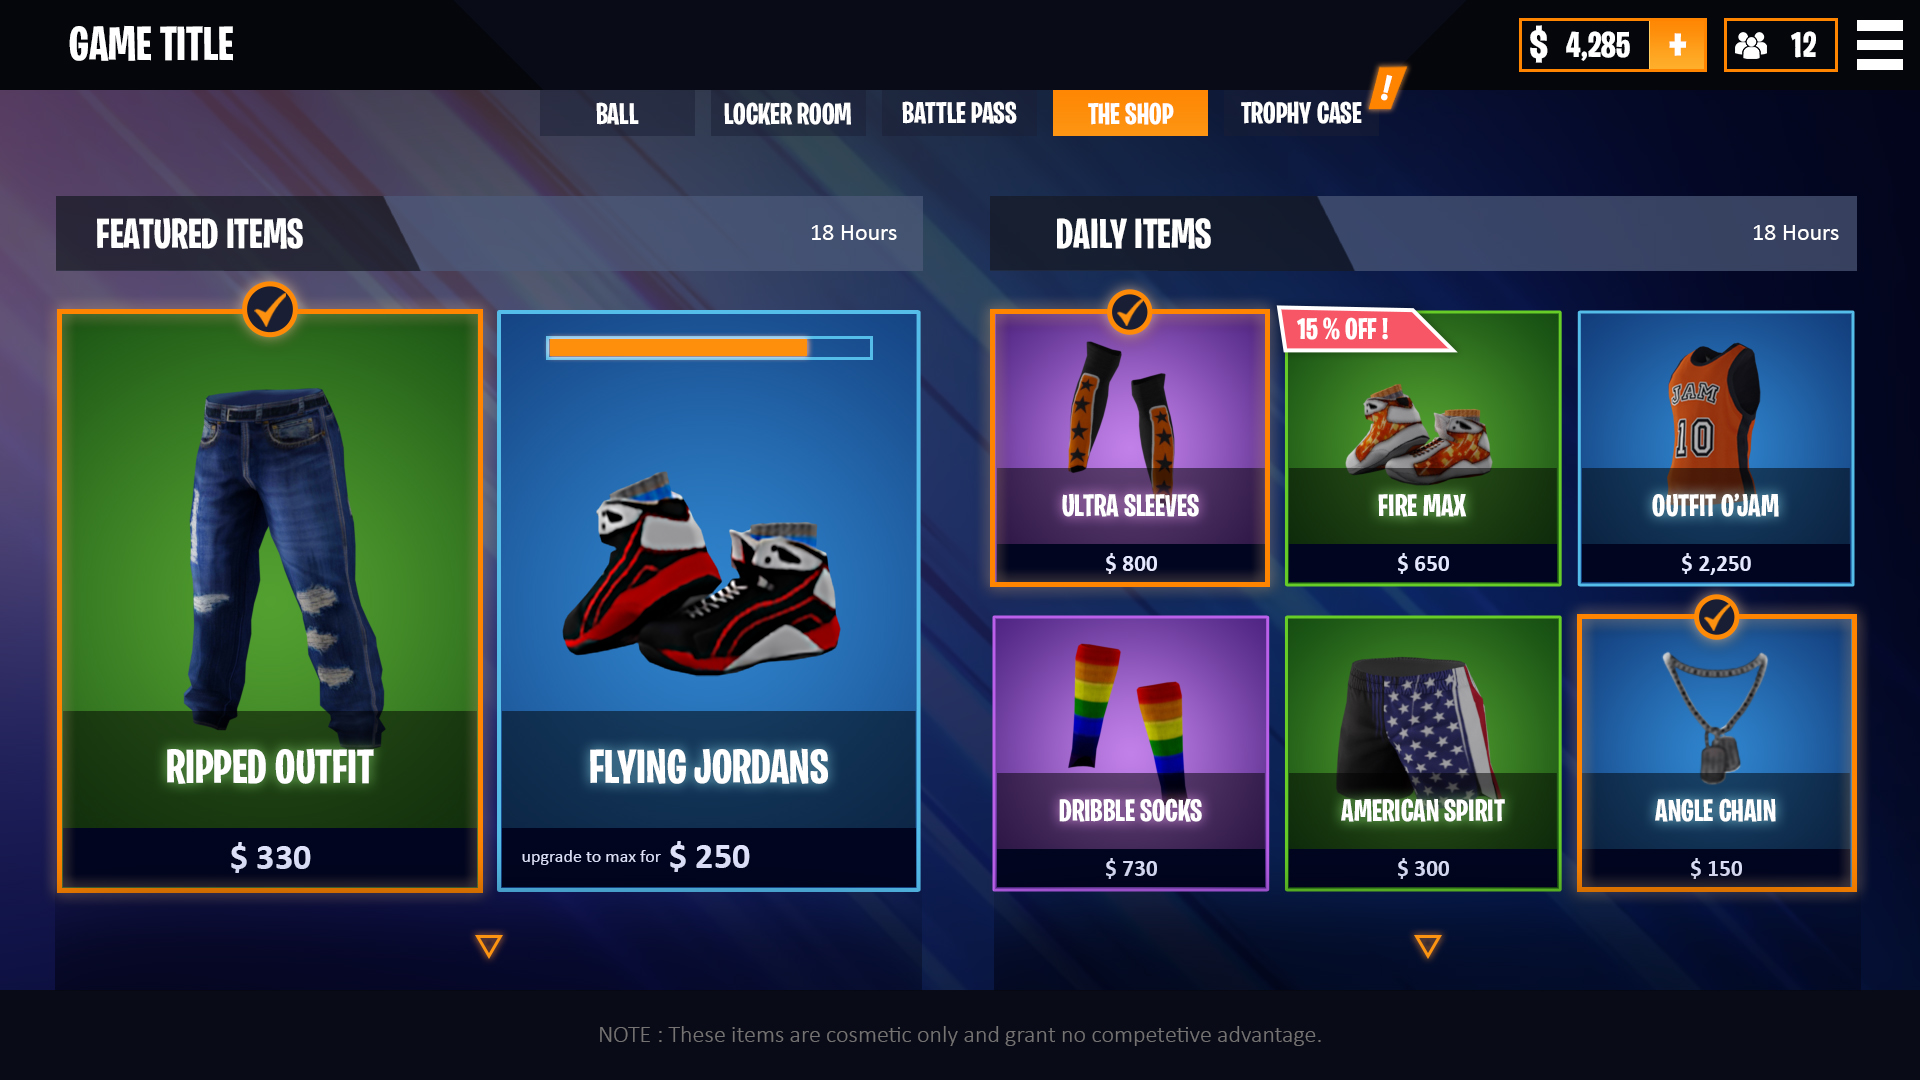 GAME TITLE
$ 4,285 +
12
BALL
LOCKER ROOM
BATTLE PASS
THE SHOP
TROPHY CASE
!
FEATURED ITEMS
18 Hours
DAILY ITEMS
18 Hours
RIPPED OUTFIT
$ 330
FLYING JORDANS
upgrade to max for $ 250
ULTRA SLEEVES
$ 800
15 % OFF !
FIRE MAX
$ 650
JAM
10
OUTFIT O'JAM
$ 2,250
DRIBBLE SOCKS
$ 730
AMERICAN SPIRIT
$ 300
ANGLE CHAIN
$ 150
NOTE : These items are cosmetic only and grant no competetive advantage.